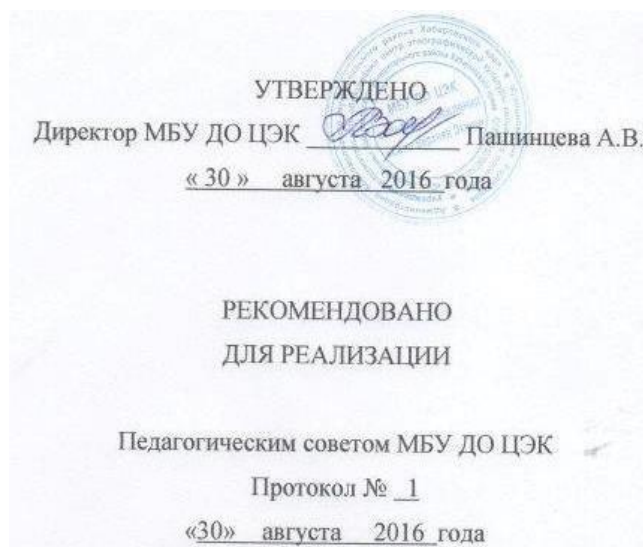 УТВЕРЖДЕНО
Директор МБУ ДО ЦЭК ____________ Пашинцева А.В.
« 30 » августа 2016 года
РЕКОМЕНДОВАНО
ДЛЯ РЕАЛИЗАЦИИ
Педагогическим советом МБУ ДО ЦЭК
Протокол № 1
«30» августа 2016 года